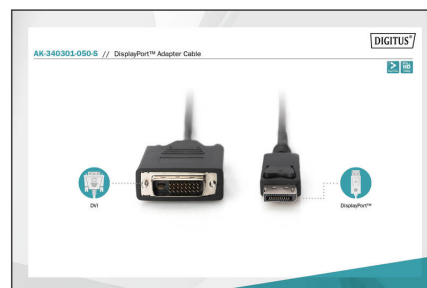 DIGITUS®
AK-340301-050-S // DisplayPort™ Adapter Cable
DVI
DisplayPort™